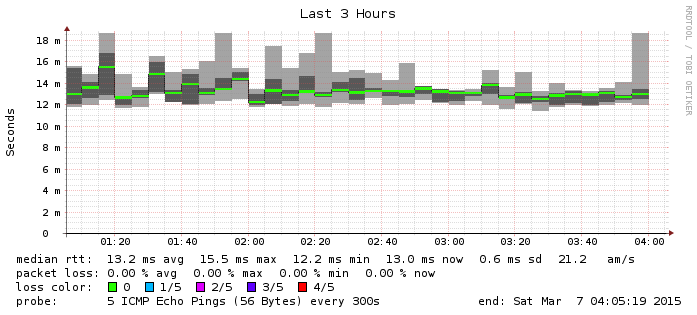 Last 3 Hours
RRDTOOL / TOBI OETIKER
Seconds
18 m
16 m
14 m
12 m
10 m
8 m
6 m
4 m
2 m
0
01:20 01:40 02:00 02:20 02:40 03:00 03:20 03:40 04:00
median rtt: 13.2 ms avg 15.5 ms max 12.2 ms min 13.0 ms now 0.6 ms sd 21.2 am/s
packet loss: 0.00 % avg 0.00 % max 0.00 % min 0.00 % now
loss color: 0 1/5 2/5 3/5 4/5
probe: 5 ICMP Echo Pings (56 Bytes) every 300s end: Sat Mar 7 04:05:19 2015